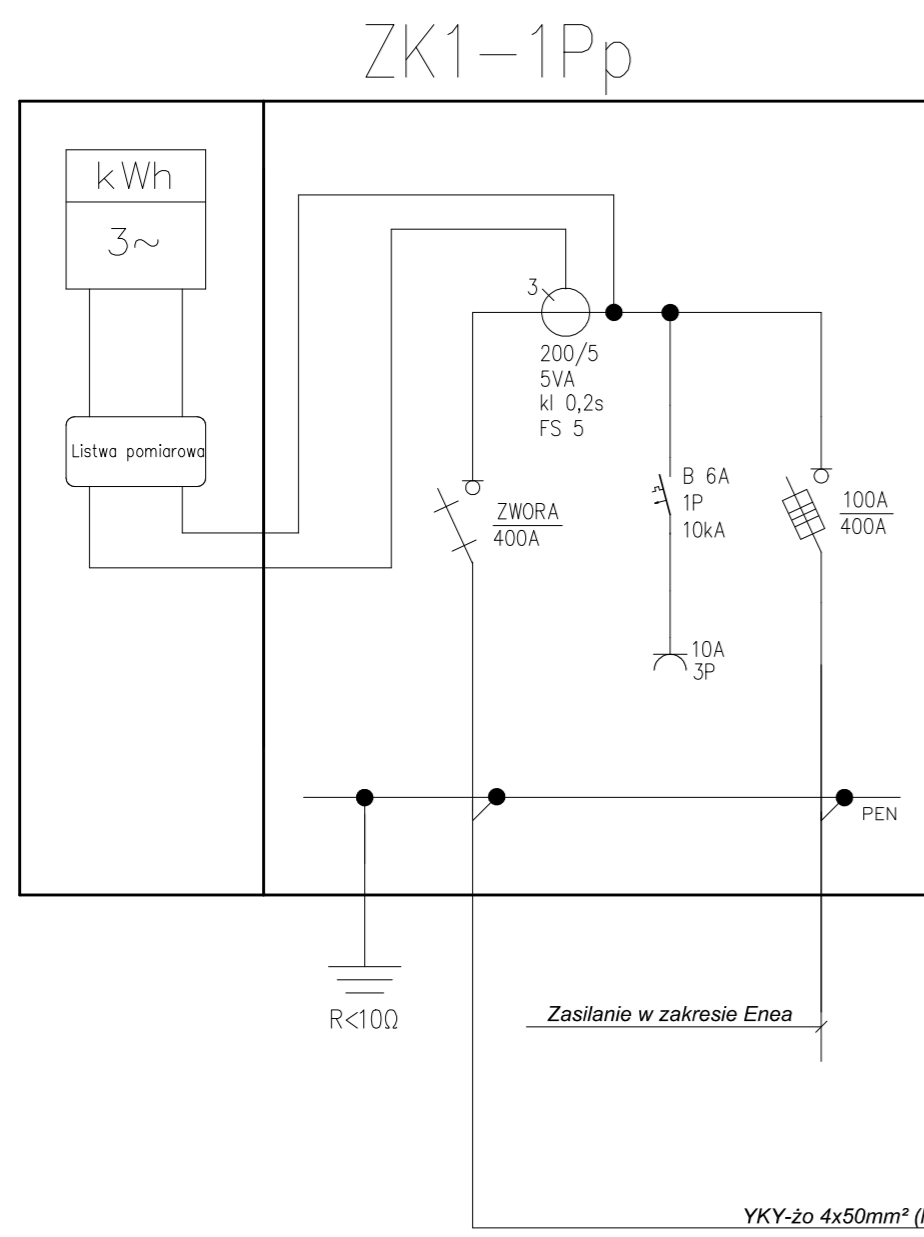 ZK1-1Pp
kWh
3~
Listwa pomiarowa
3
200/5
5VA
kl 0,2s
FS 5
ZWORA
400A
B 6A
1P
10kA
100A
400A
10A
3P
PEN
R<10Ω
Zasilanie w zakresie Enea
YKY-żo 4x50mm²